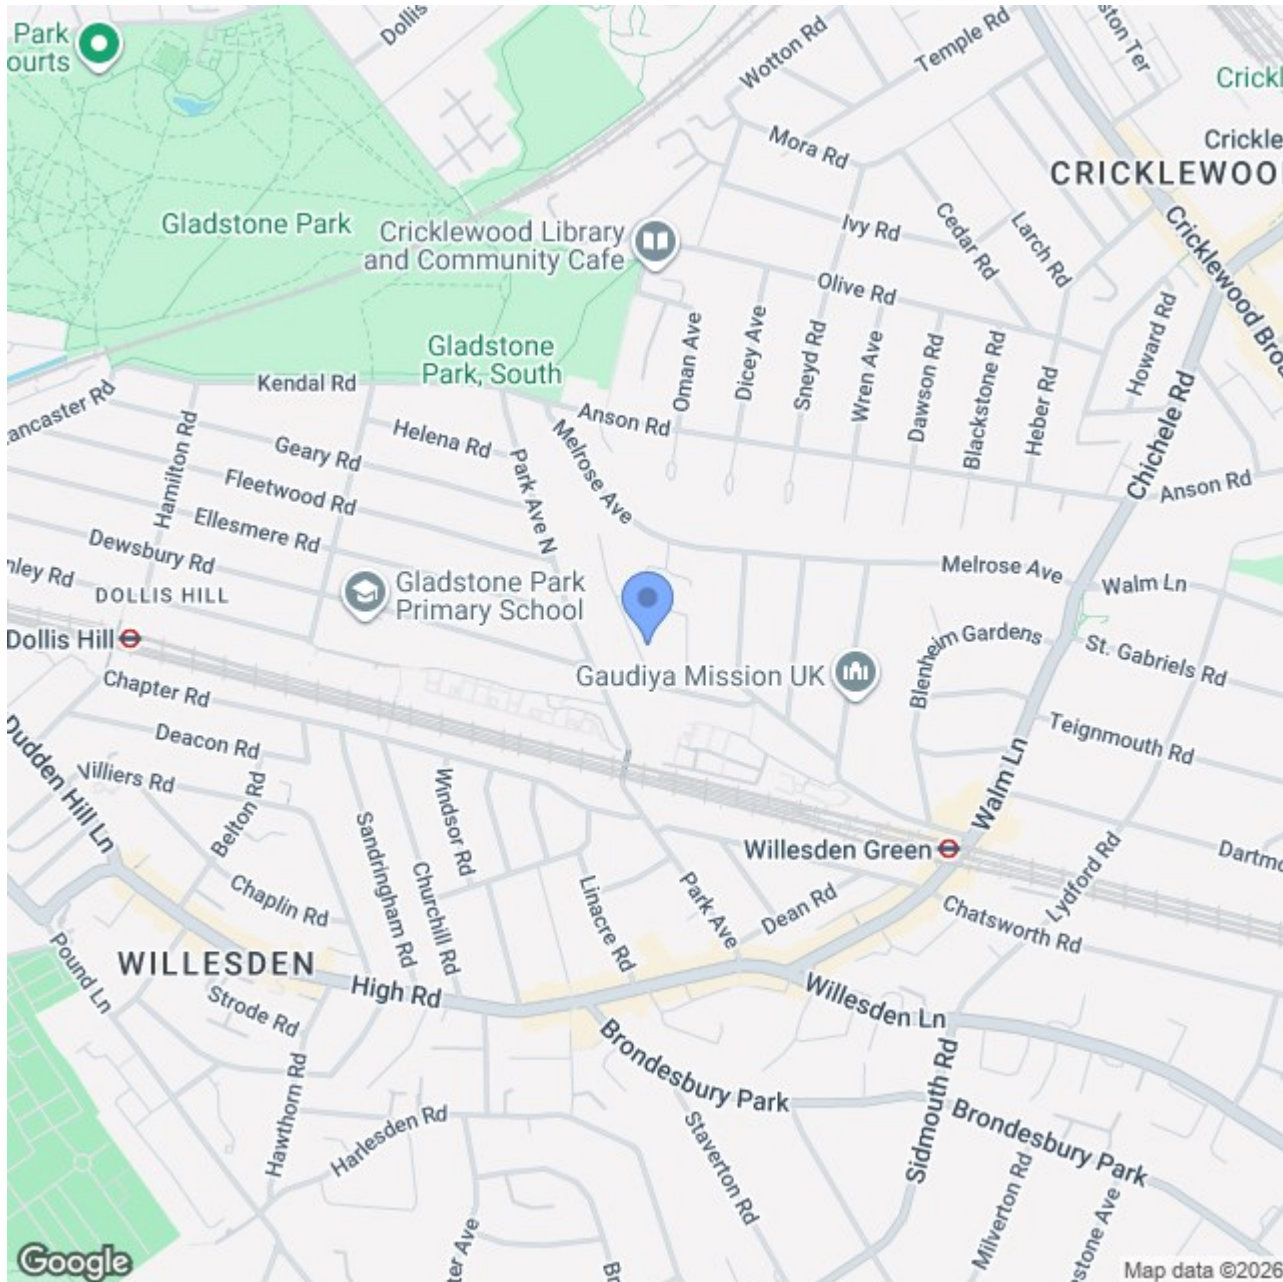 Park
ourts
Dollis
Wotton Rd
Temple Rd
ston Ter
Crickl
Crickle
CRICKLEWOO
Mora Rd
Gladstone Park
Cricklewood Library
and Community Cafe
Ivy Rd
Cedar Rd
Larch Rd
Cricklewood Broa
Olive Rd
Howard Rd
Gladstone
Park, South
Oman Ave
Dicey Ave
Sneyd Rd
Wren Ave
Dawson Rd
Blackstone Rd
Heber Rd
Chichele Rd
Kendal Rd
ancaster Rd
Hamilton Rd
Helena Rd
Anson Rd
Anson Rd
Geary Rd
Park Ave N
Melrose Ave
Fleetwood Rd
Ellesmere Rd
Dewsbury Rd
nley Rd
DOLLIS HILL
Gladstone Park
Primary School
Melrose Ave
Walm Ln
Dollis Hill
Blenheim Gardens
St. Gabriels Rd
Gaudiya Mission UK
Chapter Rd
Deacon Rd
Teignmouth Rd
Dudden Hill Ln
Villiers Rd
Belton Rd
Windsor Rd
Walm Ln
Sandringham Rd
Churchill Rd
Willesden Green
Dartmo
Lydford Rd
Chaplin Rd
Linacre Rd
Park Ave
Dean Rd
Chatsworth Rd
Pound Ln
WILLESDEN
High Rd
Strode Rd
Willesden Ln
Hawthorn Rd
Brondesbury Park
Sidmouth Rd
Brondesbury Park
Harlesden Rd
Staverton Rd
Milverton Rd
stone Ave
ter Ave
Br
Google
Map data ©2026